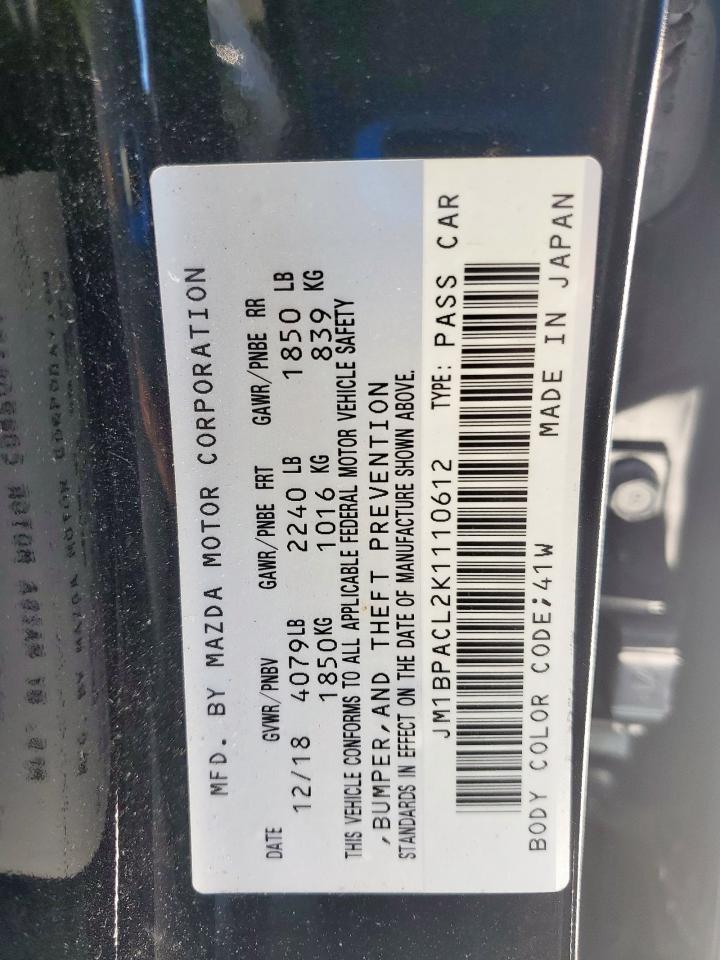 MFD. BY MAZDA MOTOR CORPORATION
DATE GVWR/PNBV GAWR/PNBE FRT GAWR/PNBE RR
12/18 4079LB 2240 LB 1850 LB
1850KG 1016 KG 839 KG
THIS VEHICLE CONFORMS TO ALL APPLICABLE FEDERAL MOTOR VEHICLE SAFETY
,BUMPER,AND THEFT PREVENTION
STANDARDS IN EFFECT ON THE DATE OF MANUFACTURE SHOWN ABOVE.
JM1BPACL2K1110612 TYPE: PASS CAR
MADE IN JAPAN
BODY COLOR CODE;41W